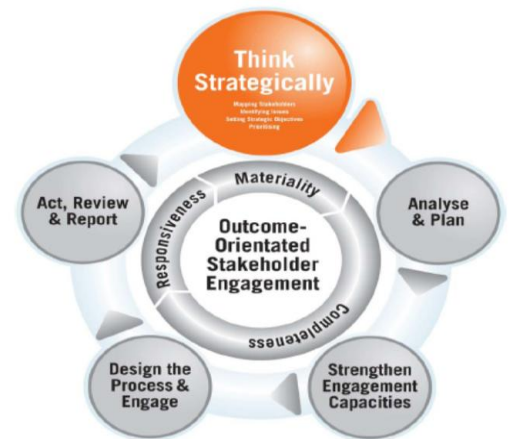 Think
Strategically
Mapping Stakeholders
Identifying Issues
Setting Strategic Objectives
Prioritising
Analyse
& Plan
Strengthen
Engagement
Capacities
Design the
Process &
Engage
Act, Review
& Report
Materiality
Completeness
Responsiveness
Outcome-
Orientated
Stakeholder
Engagement